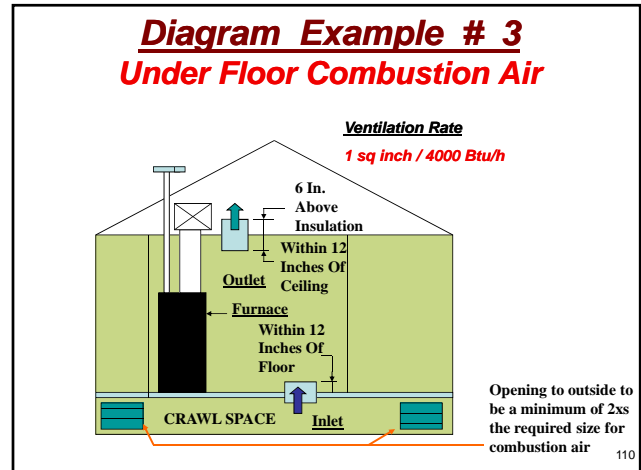 Diagram Example # 3
Under Floor Combustion Air
Ventilation Rate
1 sq inch / 4000 Btu/h
6 In.
Above
Insulation
Within 12
Inches Of
Ceiling
Outlet
Furnace
Within 12
Inches Of
Floor
CRAWL SPACE
Inlet
Opening to outside to
be a minimum of 2xs
the required size for
combustion air
110